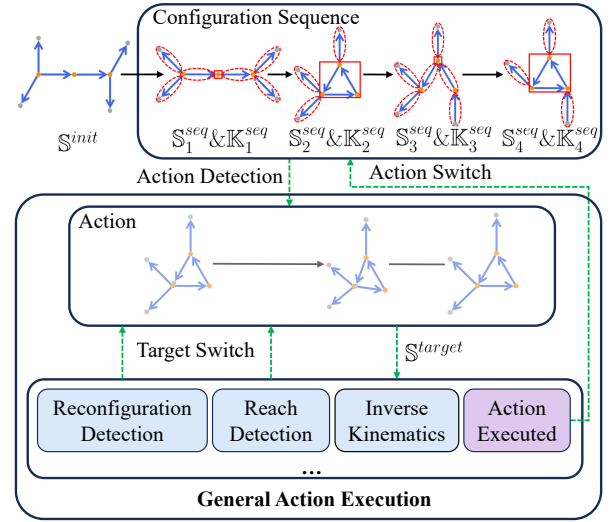 Configuration Sequence
𝕊^{init}
𝕊_1^{seq}&𝕂_1^{seq} 𝕊_2^{seq}&𝕂_2^{seq} 𝕊_3^{seq}&𝕂_3^{seq} 𝕊_4^{seq}&𝕂_4^{seq}
Action Detection
Action Switch
Action
Target Switch
𝕊^{target}
Reconfiguration
Detection
Reach
Detection
Inverse
Kinematics
Action
Executed
...
General Action Execution